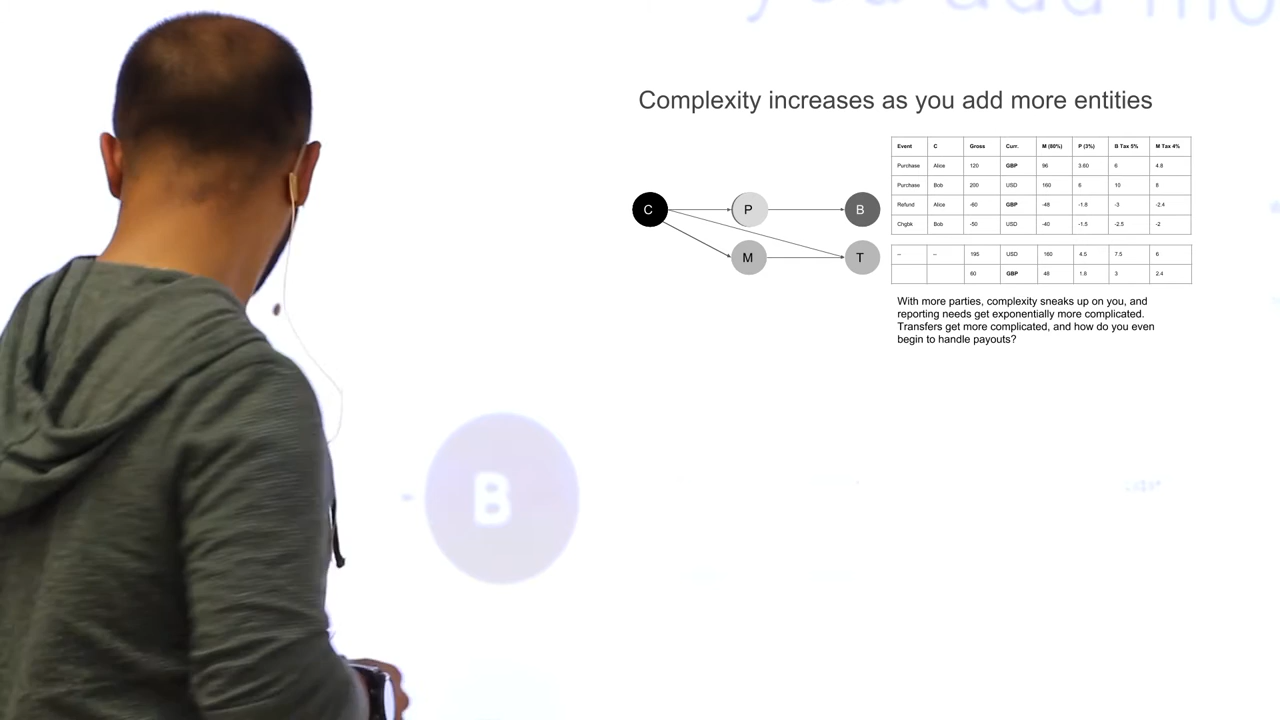 you add mo
Complexity increases as you add more entities
C P B
M T
Event C Gross Curr. M (80%) P (3%) B Tax 5% M Tax 4%
Purchase Alice 120 GBP 96 3.60 6 4.8
Purchase Bob 200 USD 160 6 10 8
Refund Alice -60 GBP -48 -1.8 -3 -2.4
Chgbk Bob -50 USD -40 -1.5 -2.5 -2
-- -- 195 USD 160 4.5 7.5 6
60 GBP 48 1.8 3 2.4
With more parties, complexity sneaks up on you, and
reporting needs get exponentially more complicated.
Transfers get more complicated, and how do you even
begin to handle payouts?
B